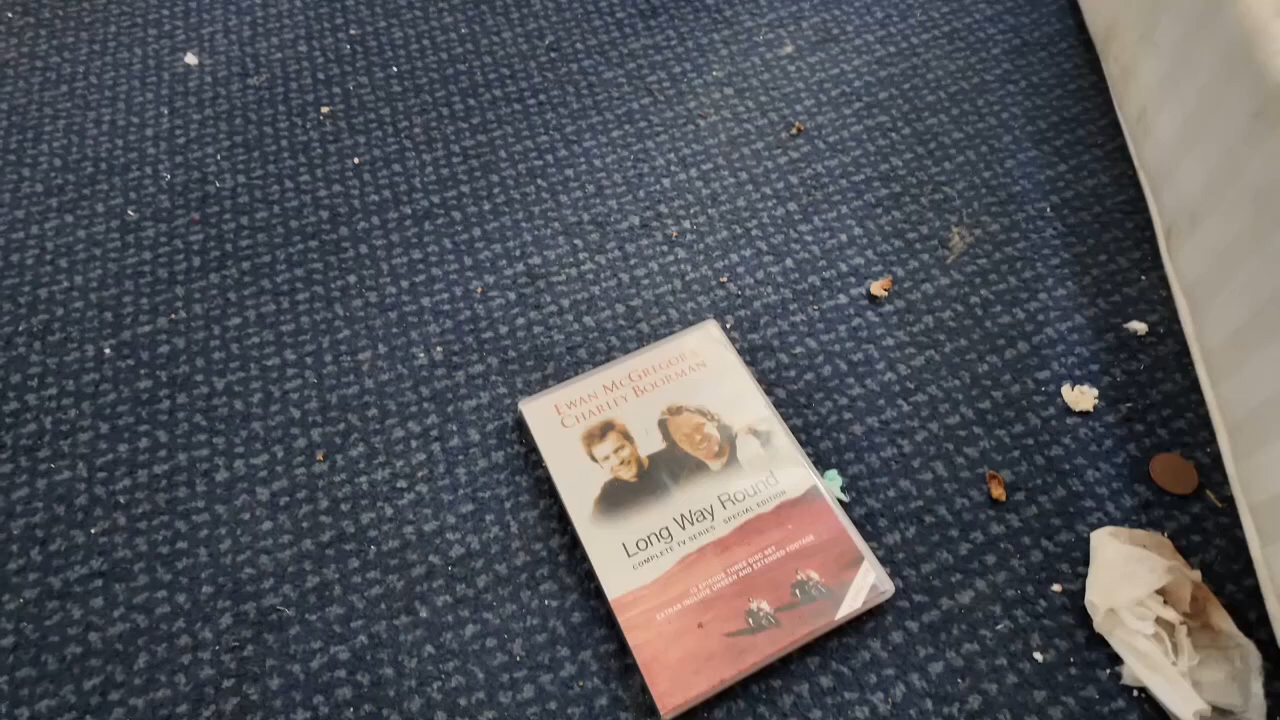 EWAN MCGREGOR &
CHARLEY BOORMAN
Long Way Round
COMPLETE TV SERIES - SPECIAL EDITION
10 EPISODE THREE DISC SET
EXTRAS INCLUDE UNSEEN AND EXTENDED FOOTAGE